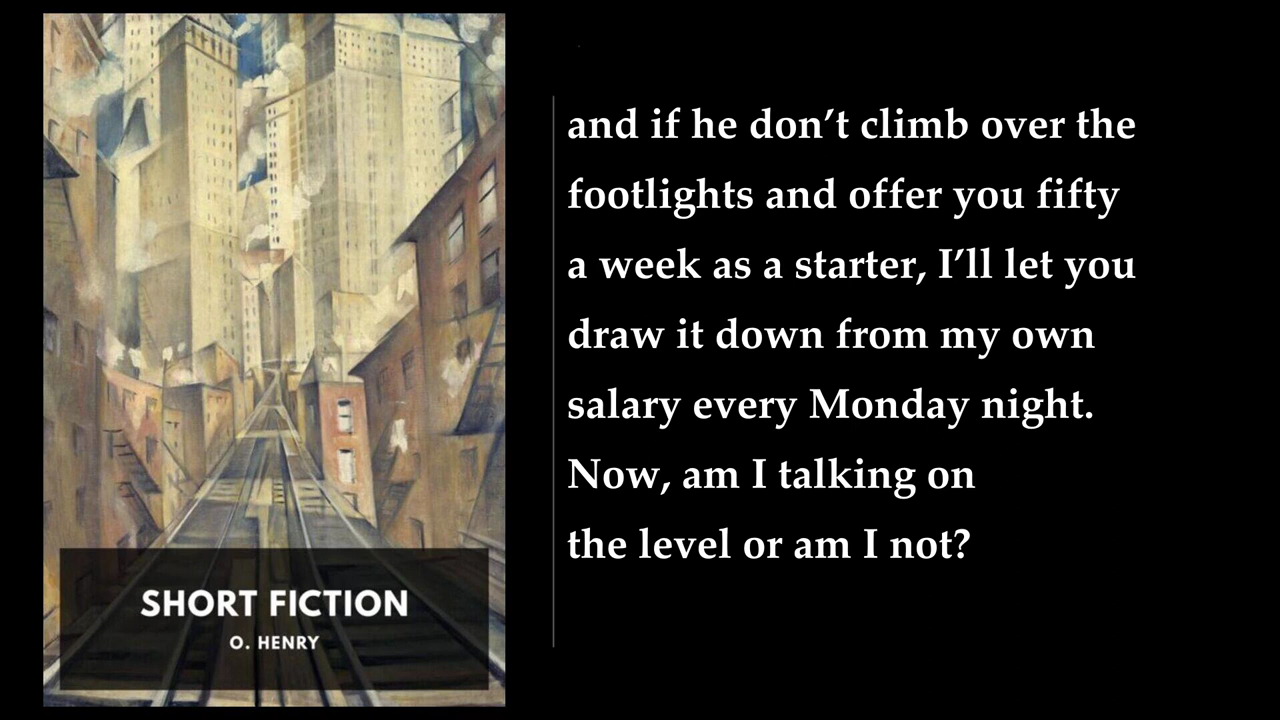 SHORT FICTION
O. HENRY
and if he don’t climb over the
footlights and offer you fifty
a week as a starter, I’ll let you
draw it down from my own
salary every Monday night.
Now, am I talking on
the level or am I not?